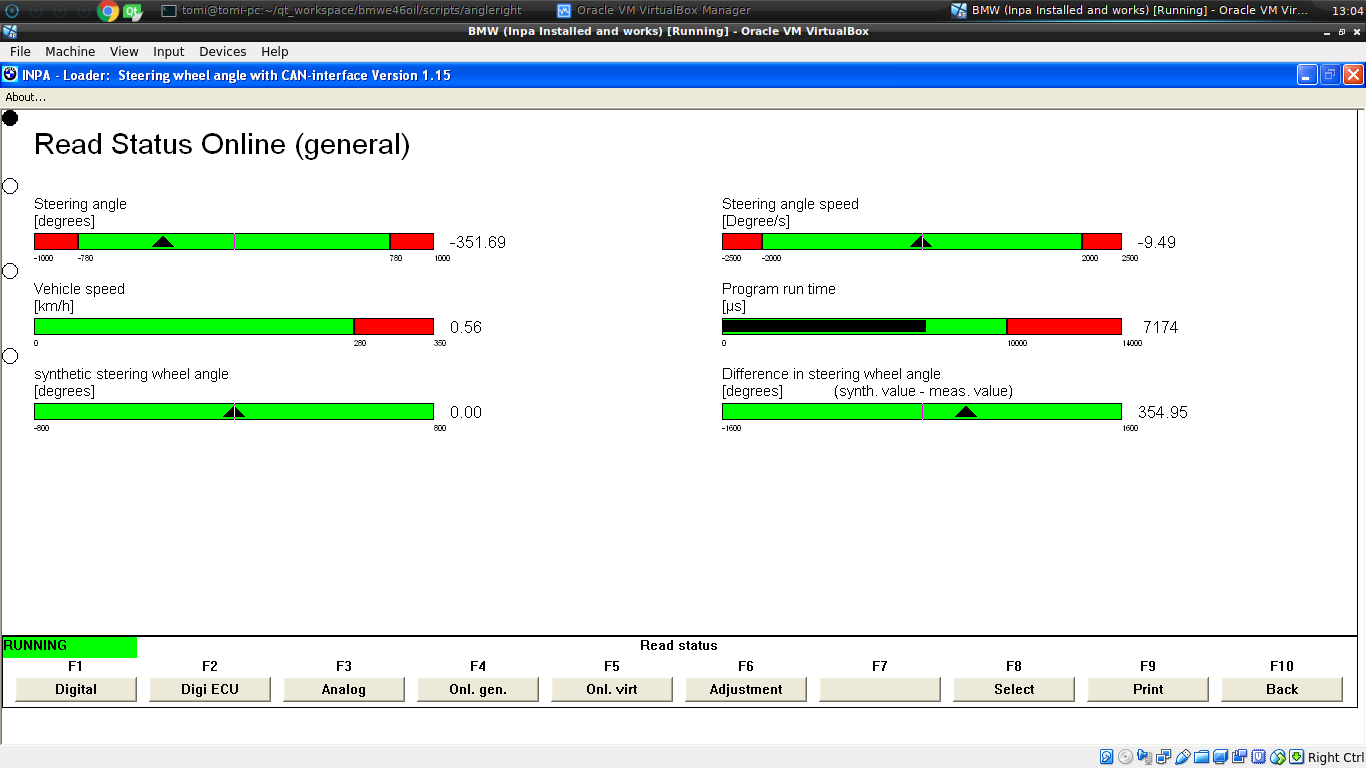 tomi@tomi-pc:~/qt_workspace/bmwe46oil/scripts/angleright
Oracle VM VirtualBox Manager
BMW (Inpa Installed and works) [Running] - Oracle VM Vir...
13:04
BMW (Inpa Installed and works) [Running] - Oracle VM VirtualBox
File Machine View Input Devices Help
INPA - Loader: Steering wheel angle with CAN-interface Version 1.15
About...
Read Status Online (general)
Steering angle
[degrees]
-351.69
-1000 -780 780 1000
Steering angle speed
[Degree/s]
-9.49
-2500 -2000 2000 2500
Vehicle speed
[km/h]
0.56
0 280 350
Program run time
[µs]
7174
0 10000 14000
synthetic steering wheel angle
[degrees]
0.00
-800 800
Difference in steering wheel angle
[degrees] (synth. value - meas. value)
354.95
-1600 1600
RUNNING
Read status
F1 F2 F3 F4 F5 F6 F7 F8 F9 F10
Digital Digi ECU Analog Onl. gen. Onl. virt Adjustment Select Print Back
Right Ctrl